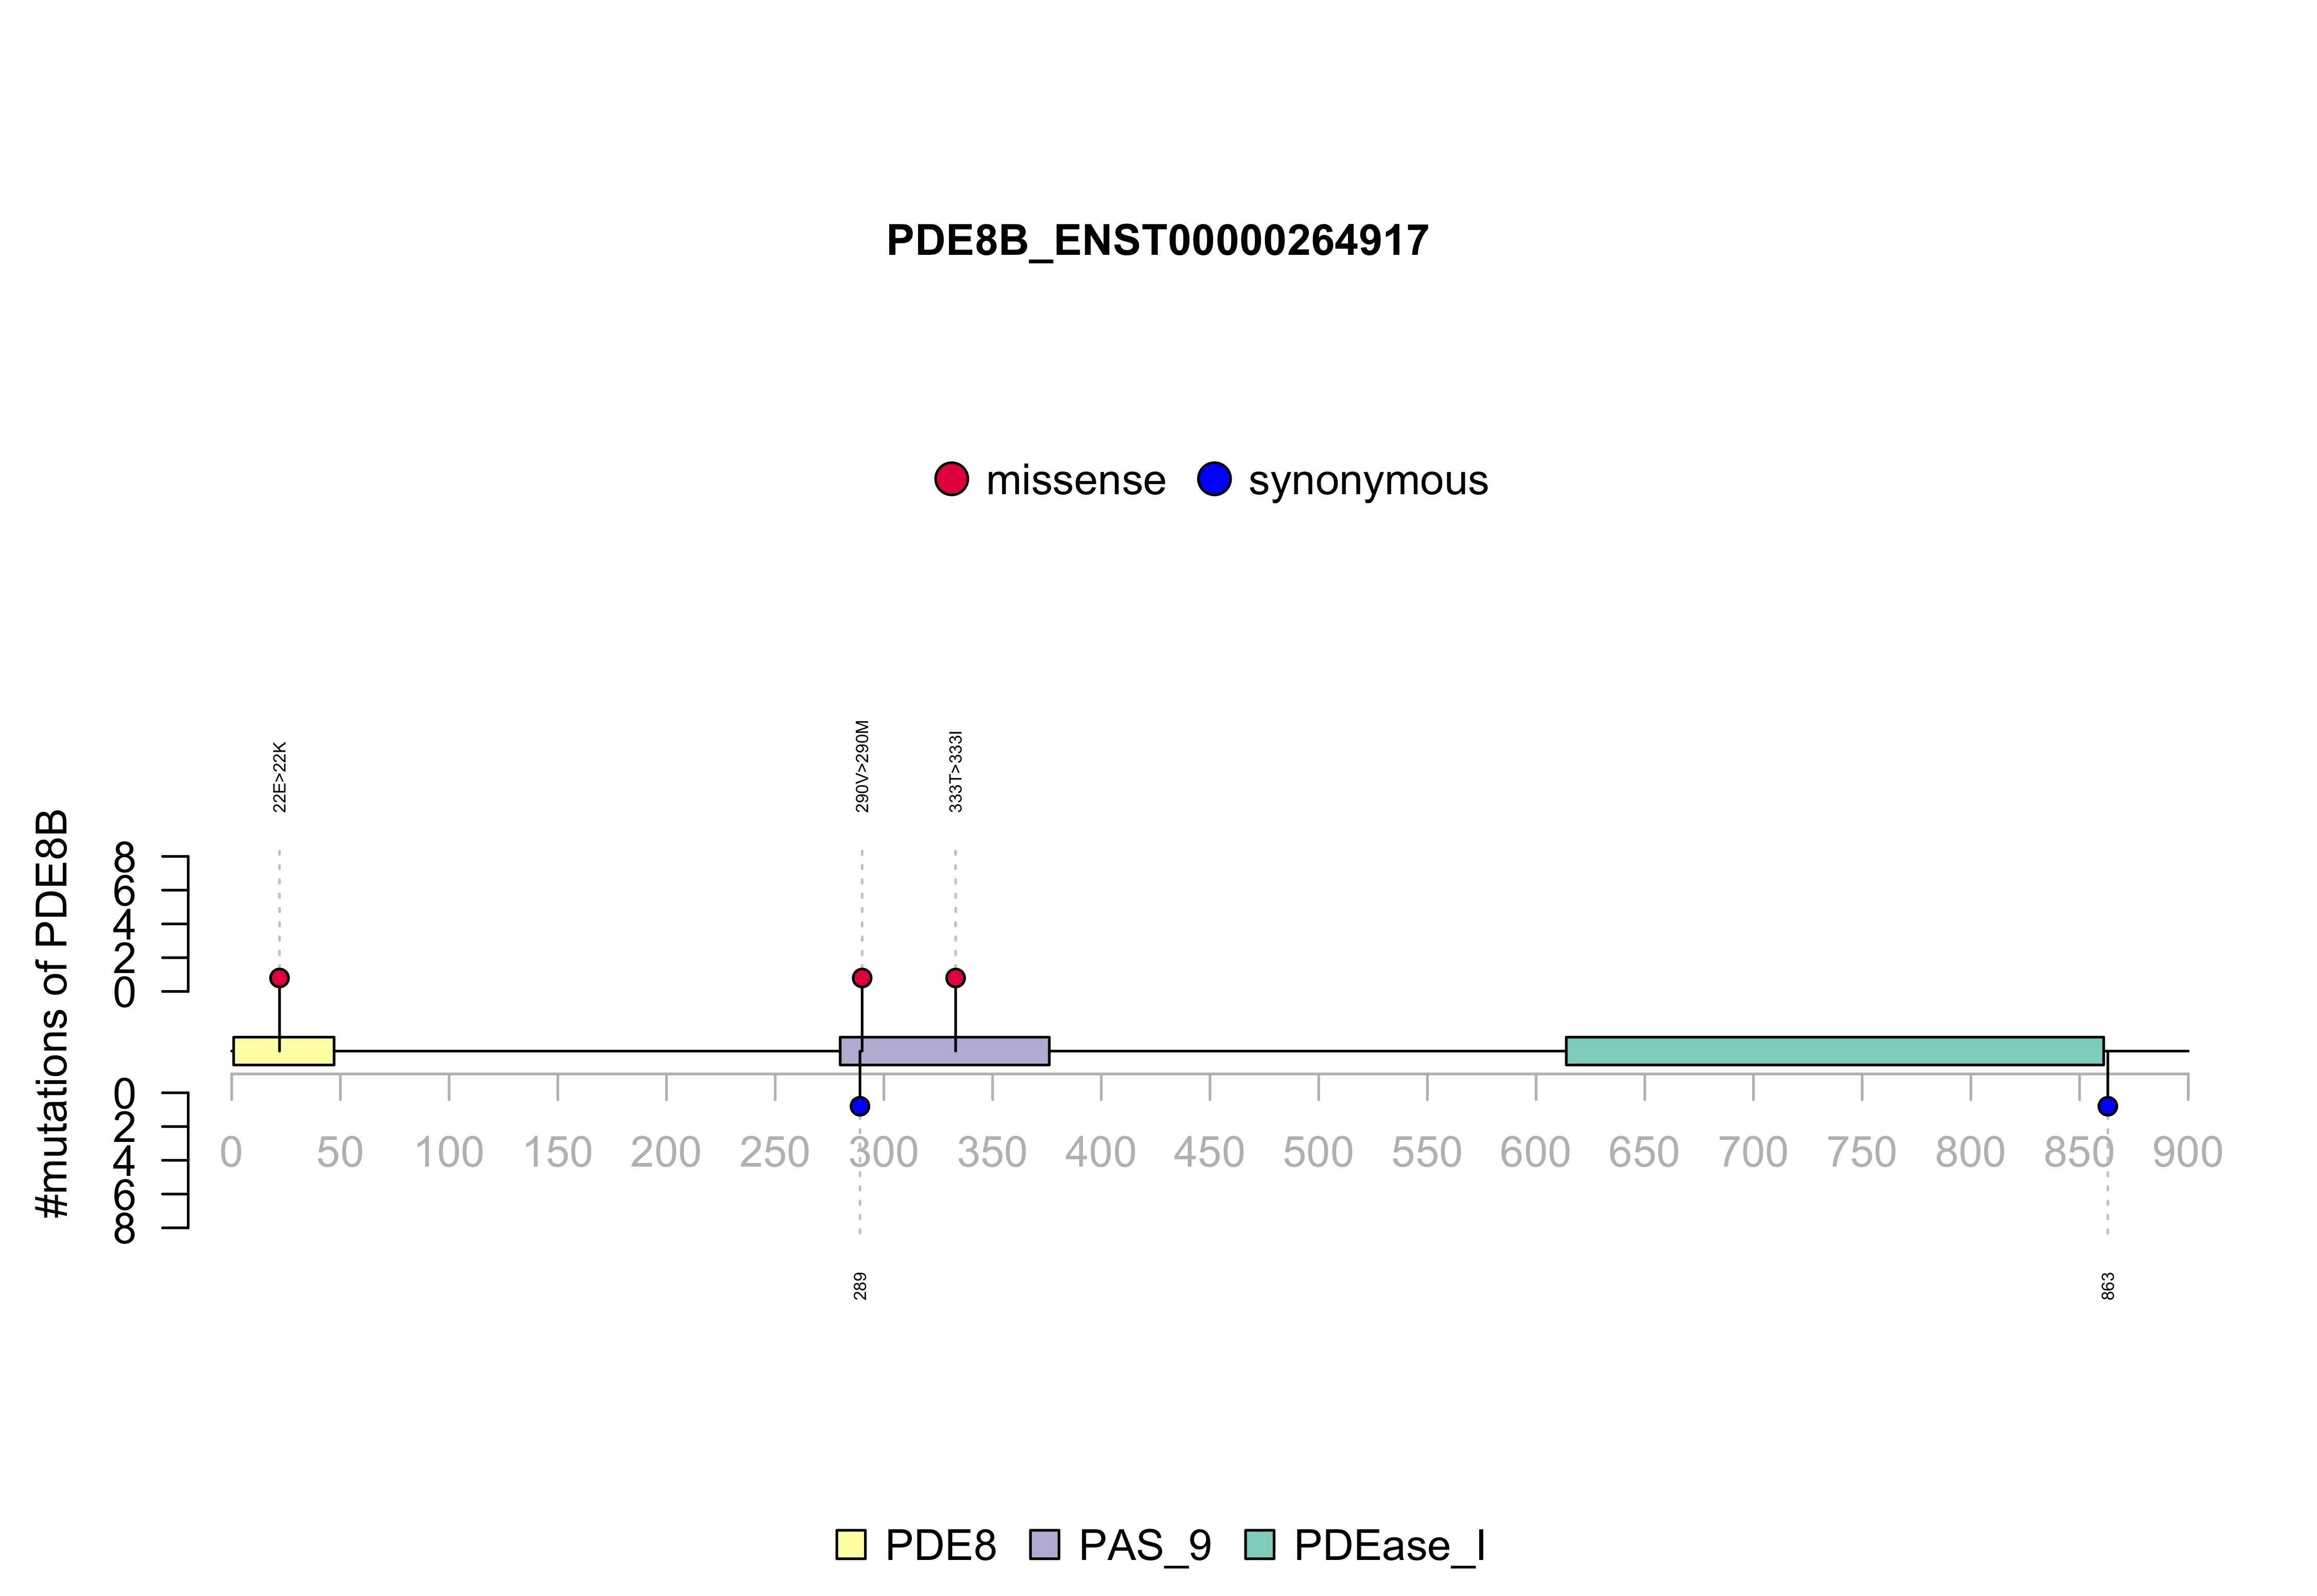 PDE8B_ENST00000264917
missense synonymous
22E>22K 290V>290M 333T>333I
#mutations of PDE8B
8
6
4
2
0
0
2
4
6
8
0 50 100 150 200 250 300 350 400 450 500 550 600 650 700 750 800 850 900
289 863
PDE8 PAS_9 PDEase_I